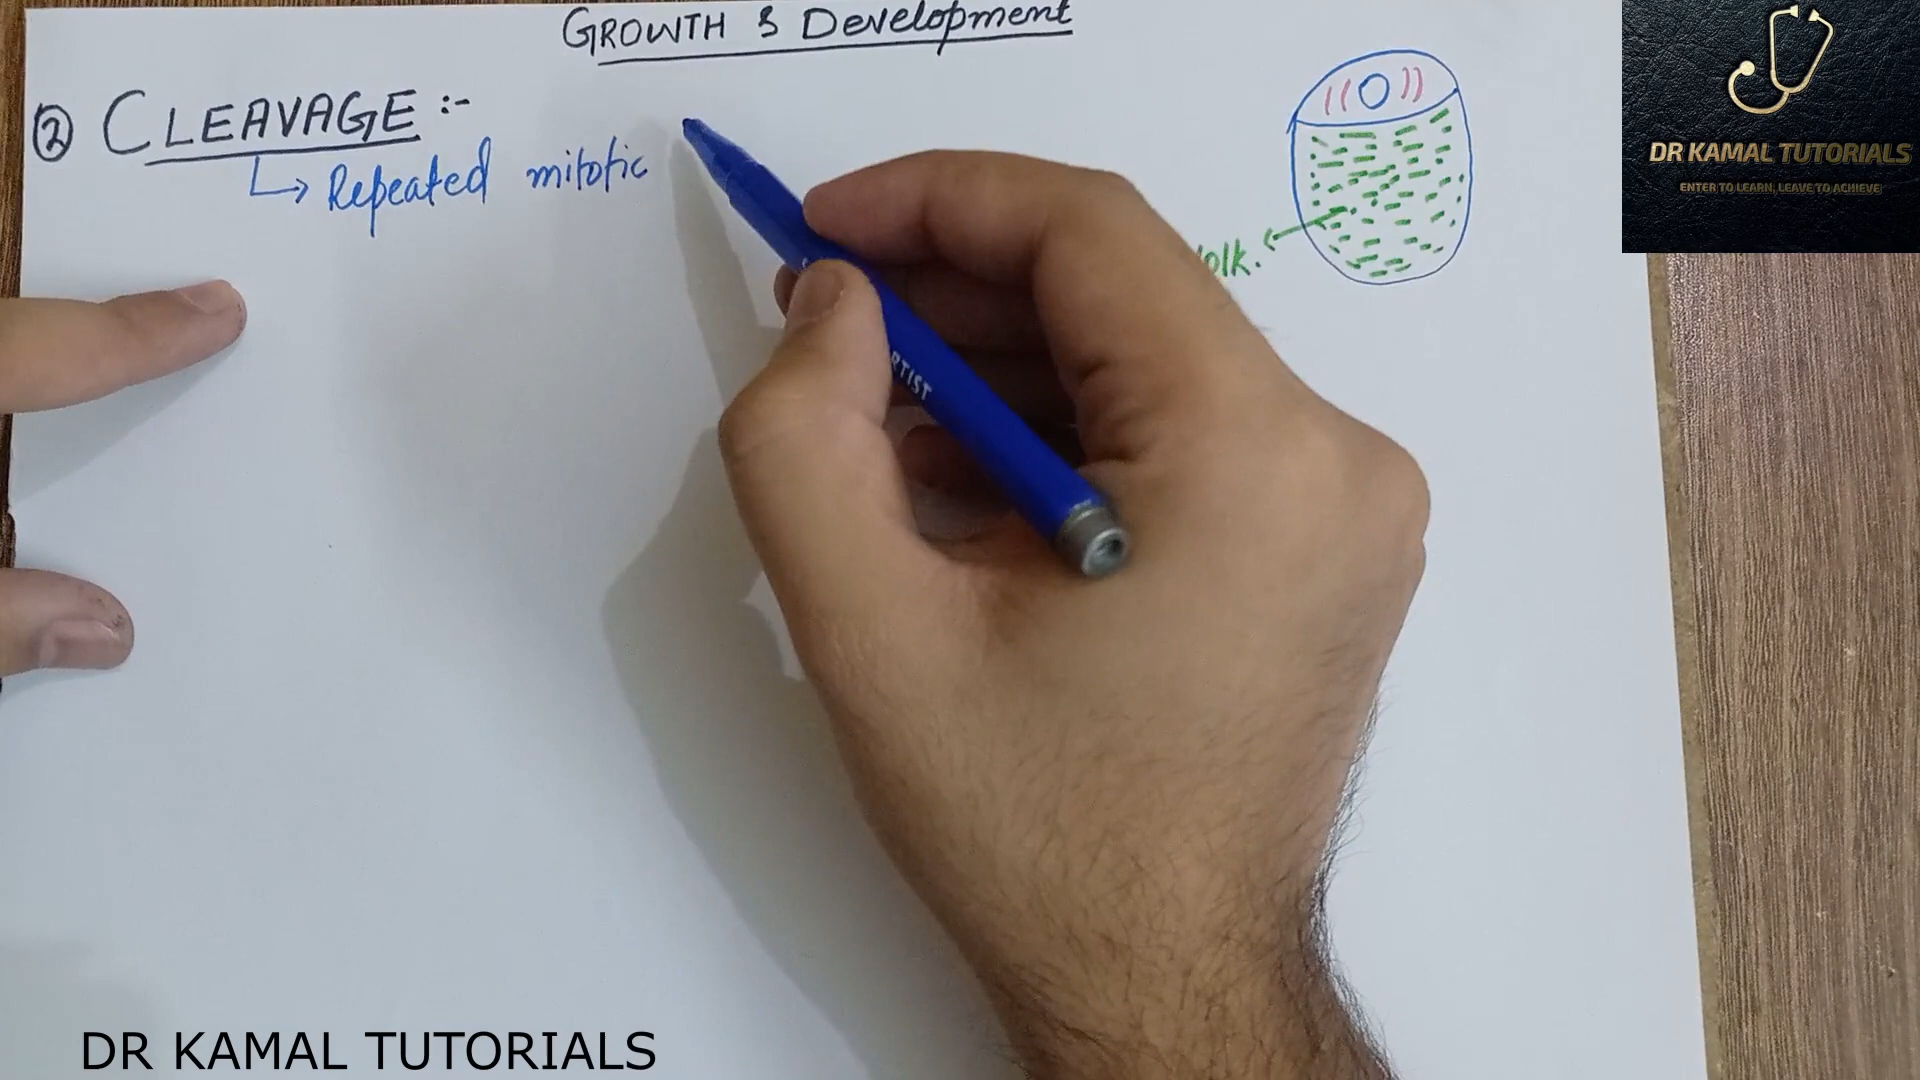 GROWTH & Development
② CLEAVAGE :-
↳ Repeated mitotic
olk.
RTIST
DR KAMAL TUTORIALS
ENTER TO LEARN, LEAVE TO ACHIEVE
DR KAMAL TUTORIALS